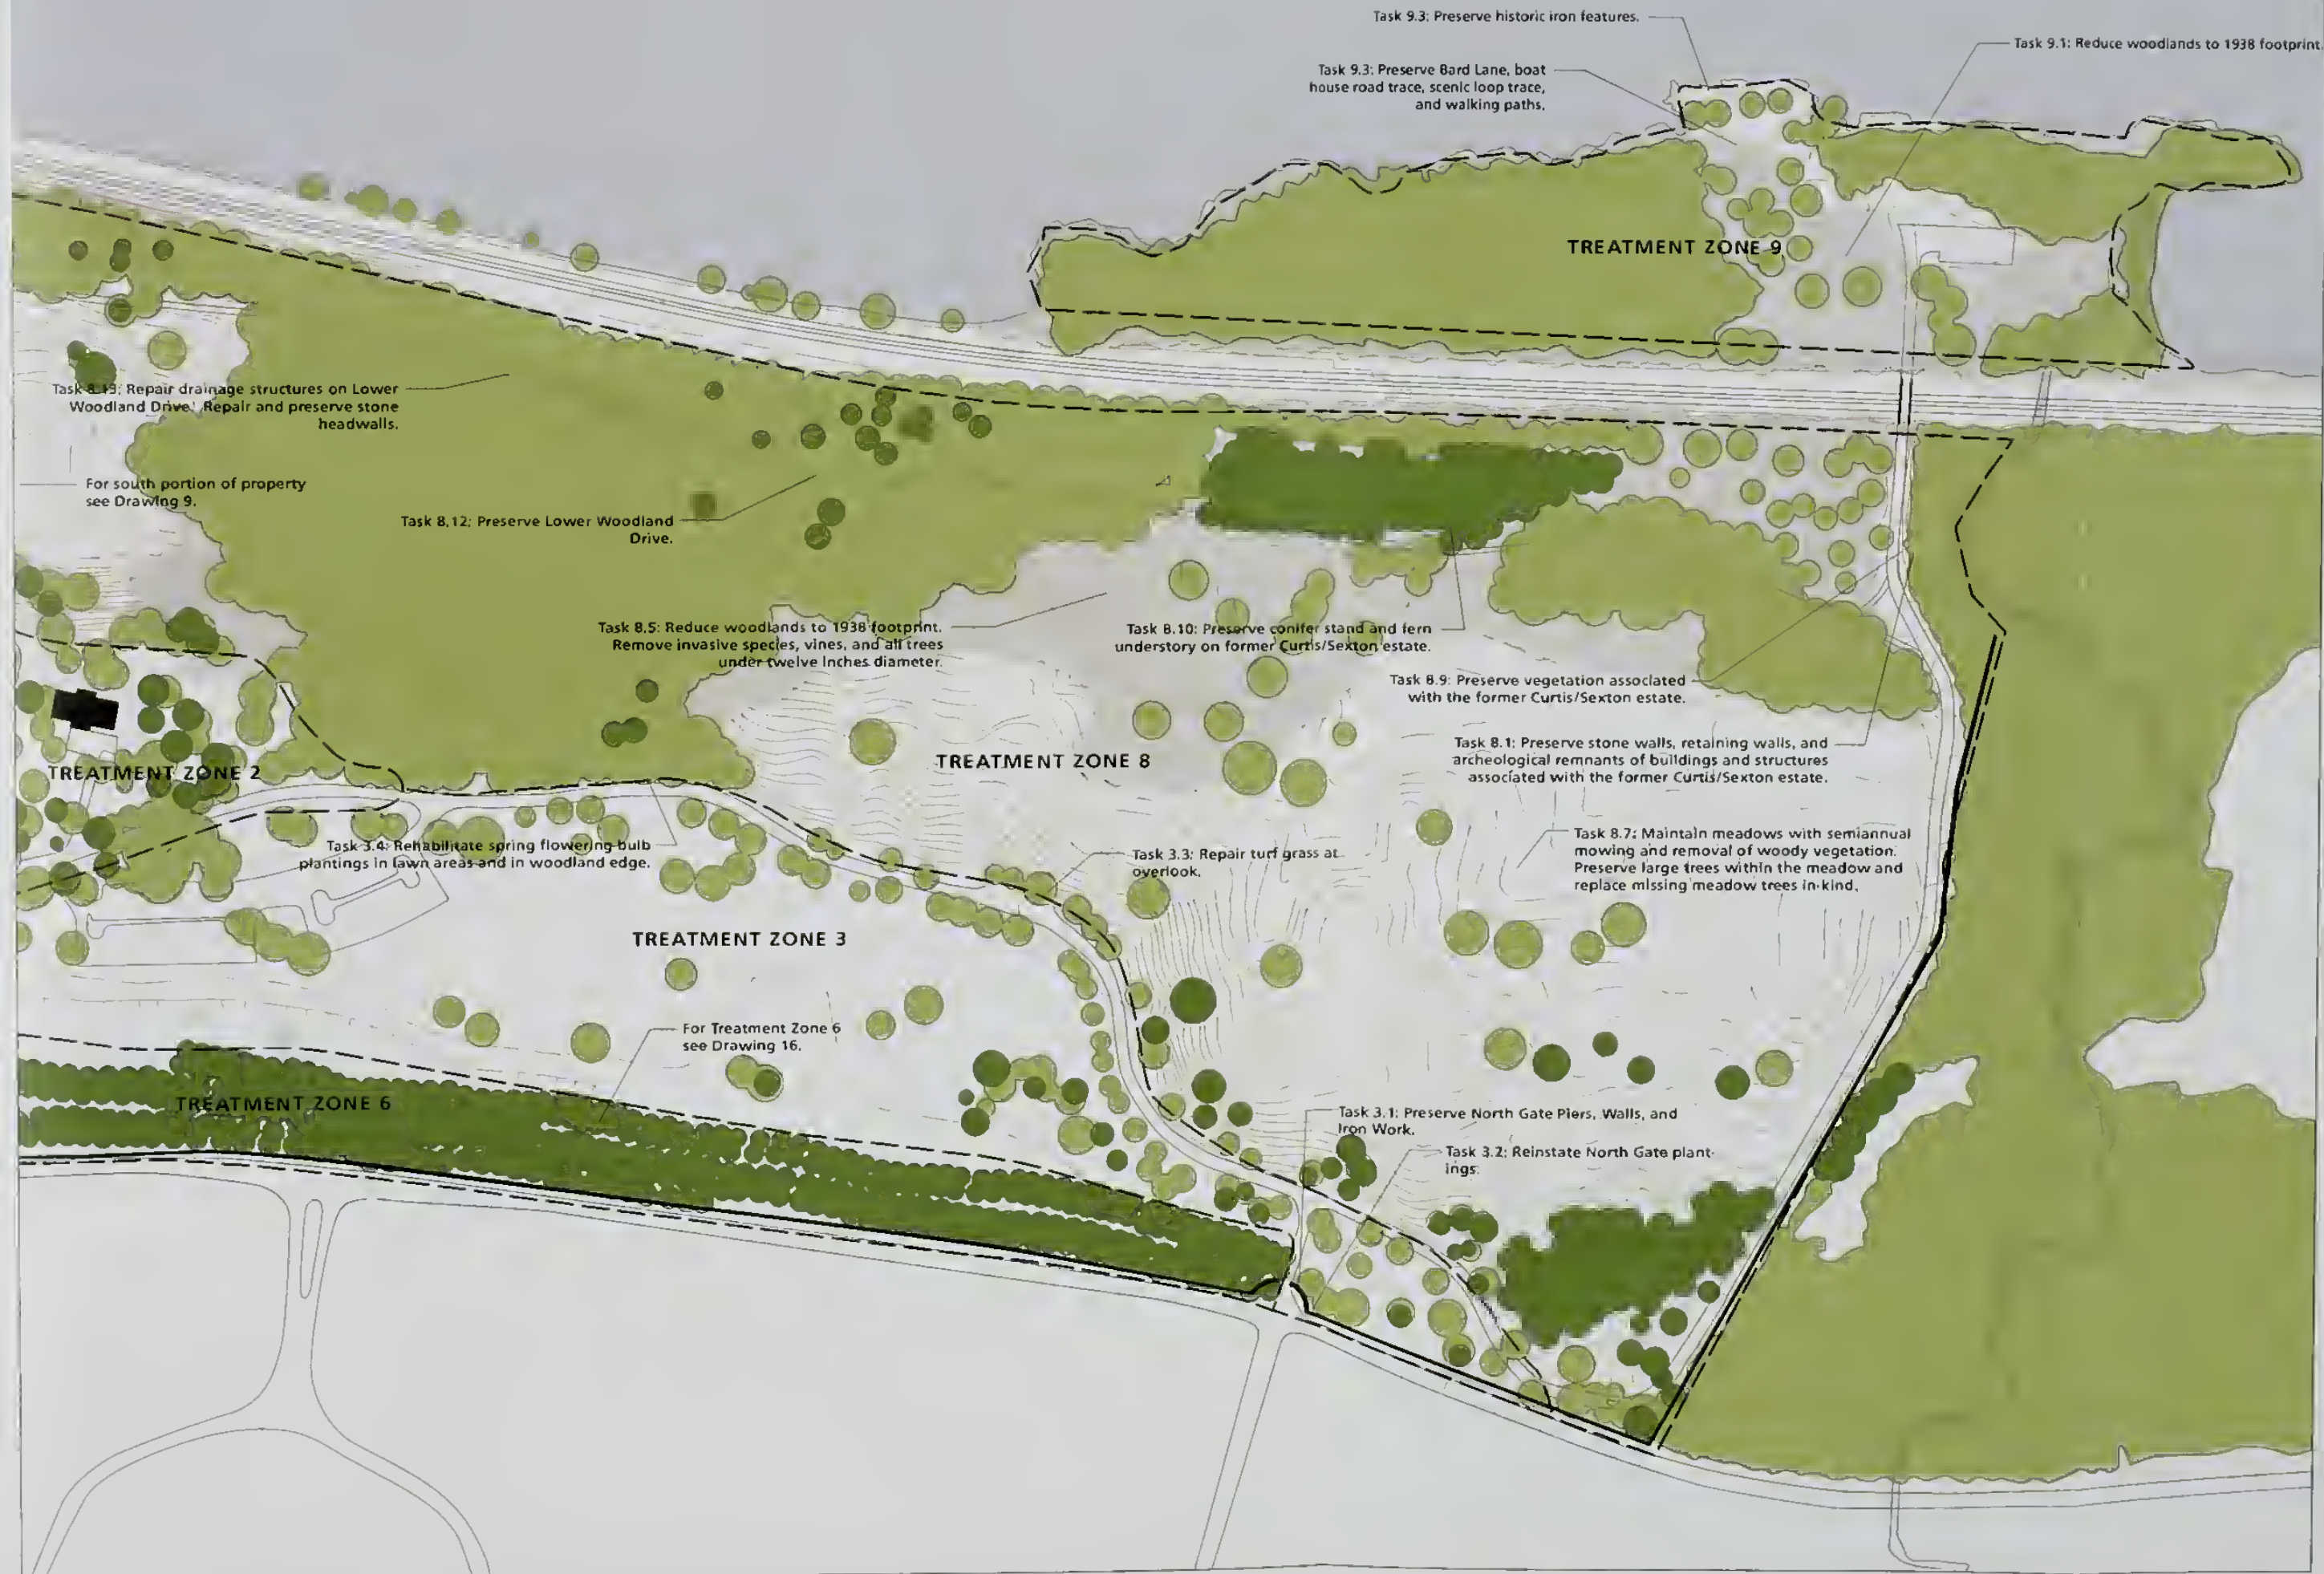 Task 9.3: Preserve historic iron features.
Task 9.1: Reduce woodlands to 1938 footprint.
Task 9.3: Preserve Bard Lane, boat
house road trace, scenic loop trace,
and walking paths.
TREATMENT ZONE 9
Task 8.13: Repair drainage structures on Lower
Woodland Drive. Repair and preserve stone
headwalls.
For south portion of property
see Drawing 9.
Task 8.12: Preserve Lower Woodland
Drive.
Task 8.5: Reduce woodlands to 1938 footprint.
Remove invasive species, vines, and all trees
under twelve inches diameter.
Task 8.10: Preserve conifer stand and fern
understory on former Curtis/Sexton estate.
Task 8.9: Preserve vegetation associated
with the former Curtis/Sexton estate.
Task 8.1: Preserve stone walls, retaining walls, and
archeological remnants of buildings and structures
associated with the former Curtis/Sexton estate.
TREATMENT ZONE 8
TREATMENT ZONE 2
Task 8.7: Maintain meadows with semiannual
mowing and removal of woody vegetation.
Preserve large trees within the meadow and
replace missing meadow trees in-kind.
Task 3.4: Rehabilitate spring flowering bulb
plantings in lawn areas and in woodland edge.
Task 3.3: Repair turf grass at
overlook.
TREATMENT ZONE 3
For Treatment Zone 6
see Drawing 16.
TREATMENT ZONE 6
Task 3.1: Preserve North Gate Piers, Walls, and
Iron Work.
Task 3.2: Reinstate North Gate plant-
ings.